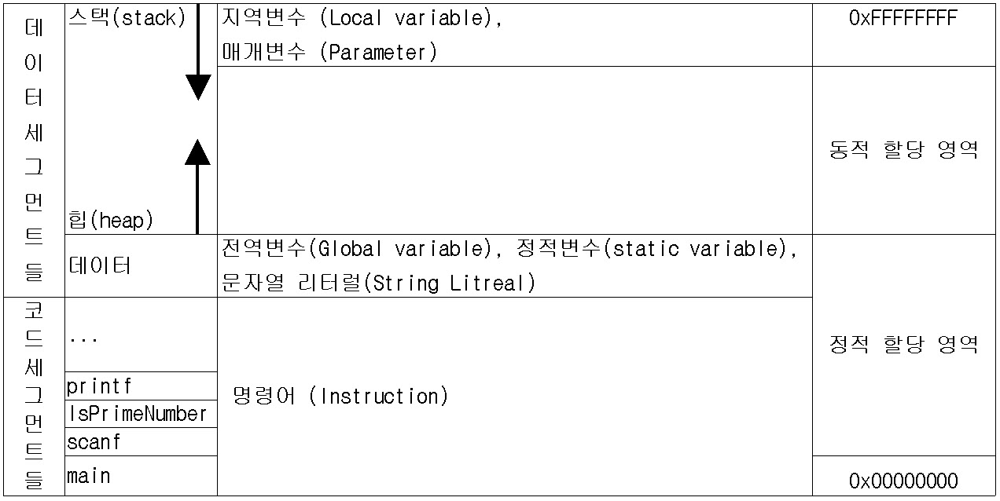 데이터세그먼트들
스택(stack)
지역변수 (Local variable),
매개변수 (Parameter)
0xFFFFFFFF
동적 할당 영역
힙(heap)
데이터
전역변수(Global variable), 정적변수(static variable),
문자열 리터럴(String Litreal)
정적 할당 영역
코드세그먼트들
...
printf
IsPrimeNumber
scanf
main
명령어 (Instruction)
0x00000000